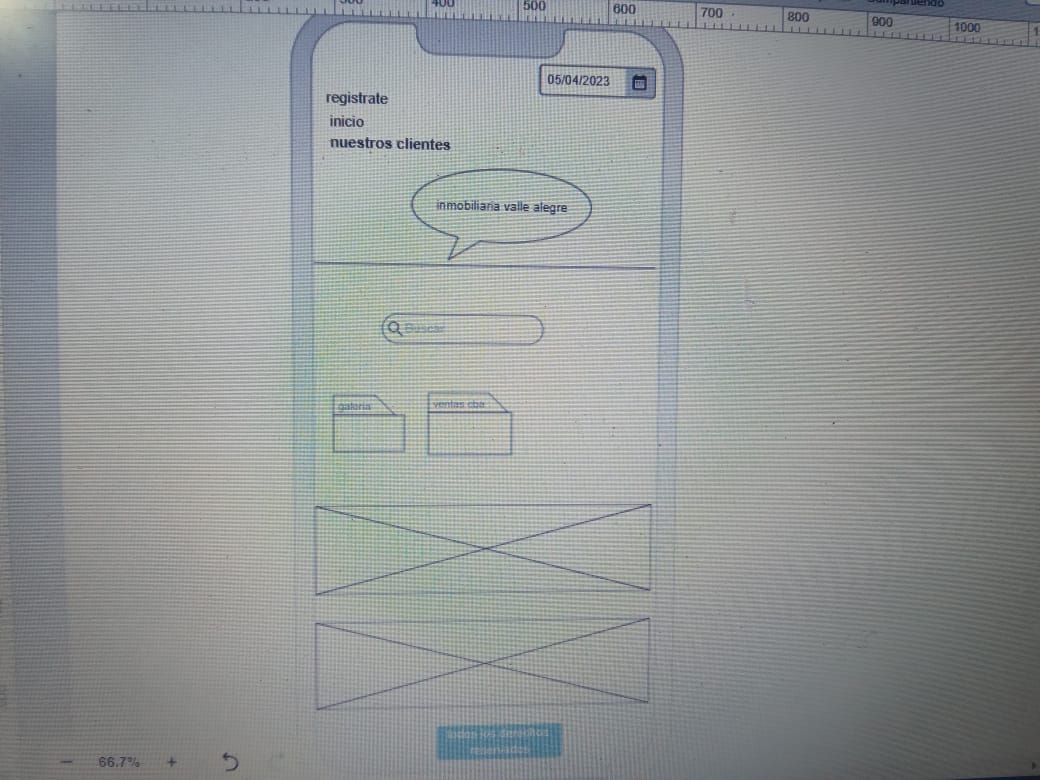 400
500
600
700
800
900
1000
05/04/2023
registrate
inicio
nuestros clientes
inmobiliaria valle alegre
Buscar
galeria
ventas cba
todos los derechos
reservados
66.7%